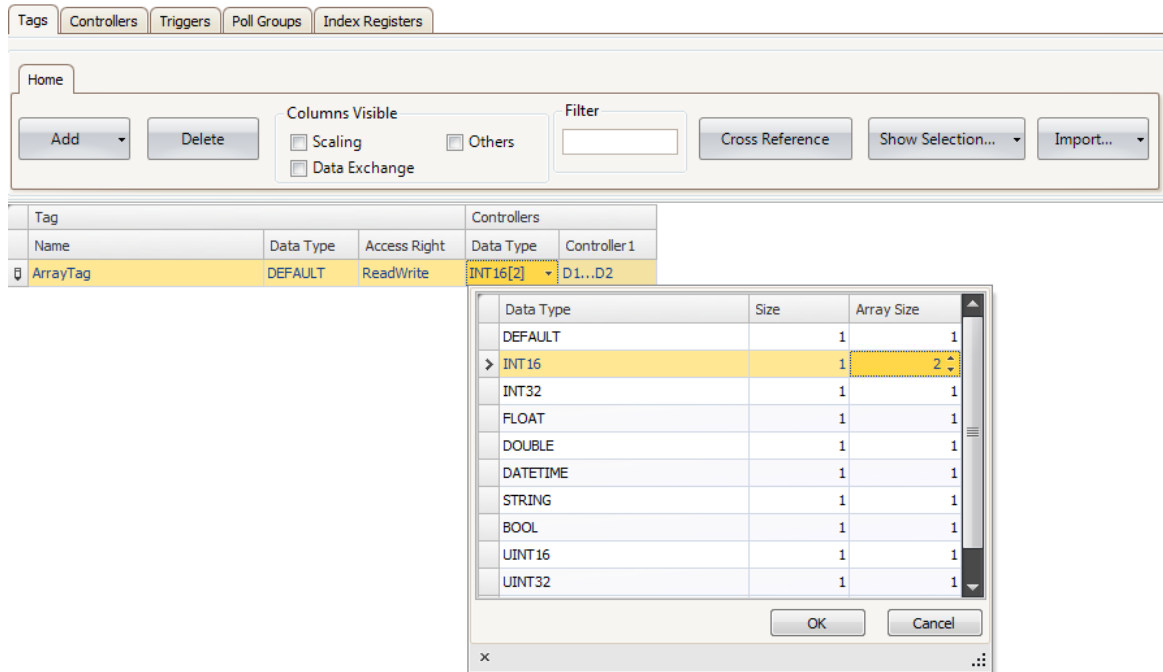 Tags Controllers Triggers Poll Groups Index Registers
Home
Columns Visible Filter
Add Delete Scaling Others Cross Reference Show Selection... Import...
Data Exchange
Tag Controllers
Name Data Type Access Right Data Type Controller1
ArrayTag DEFAULT ReadWrite INT16[2] D1...D2
Data Type Size Array Size
DEFAULT 1 1
INT16 1 2
INT32 1 1
FLOAT 1 1
DOUBLE 1 1
DATETIME 1 1
STRING 1 1
BOOL 1 1
UINT16 1 1
UINT32 1 1
OK Cancel